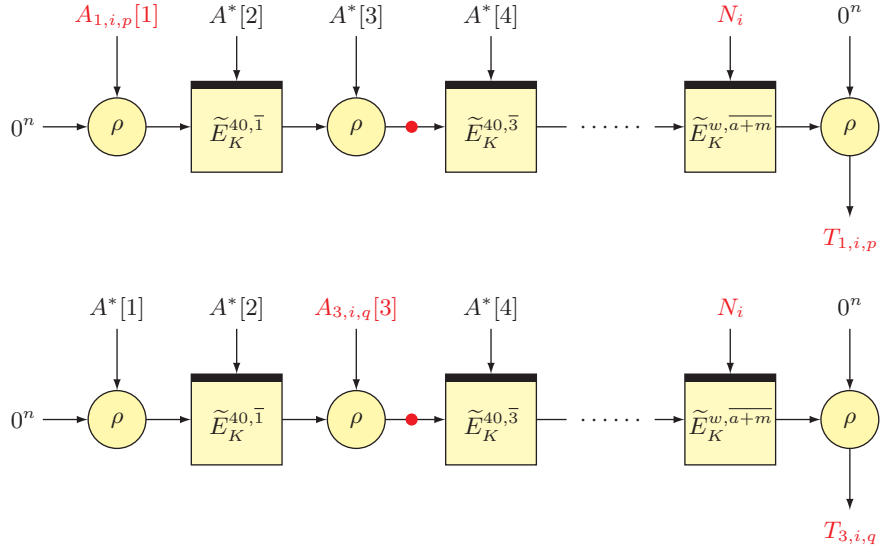 A_{1,i,p}[1] A^*[2] A^*[3] A^*[4] N_i 0^n
0^n ρ \widetilde{E}_K^{40,\overline{1}} ρ \widetilde{E}_K^{40,\overline{3}} ...... \widetilde{E}_K^{w,\overline{a+m}} ρ
T_{1,i,p}
A^*[1] A^*[2] A_{3,i,q}[3] A^*[4] N_i 0^n
0^n ρ \widetilde{E}_K^{40,\overline{1}} ρ \widetilde{E}_K^{40,\overline{3}} ...... \widetilde{E}_K^{w,\overline{a+m}} ρ
T_{3,i,q}